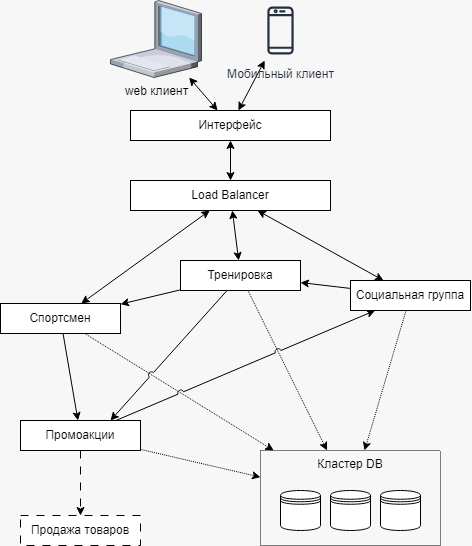 Мобильный клиент
web клиент
Интерфейс
Load Balancer
Тренировка
Социальная группа
Спортсмен
Промоакции
Кластер DB
Продажа товаров